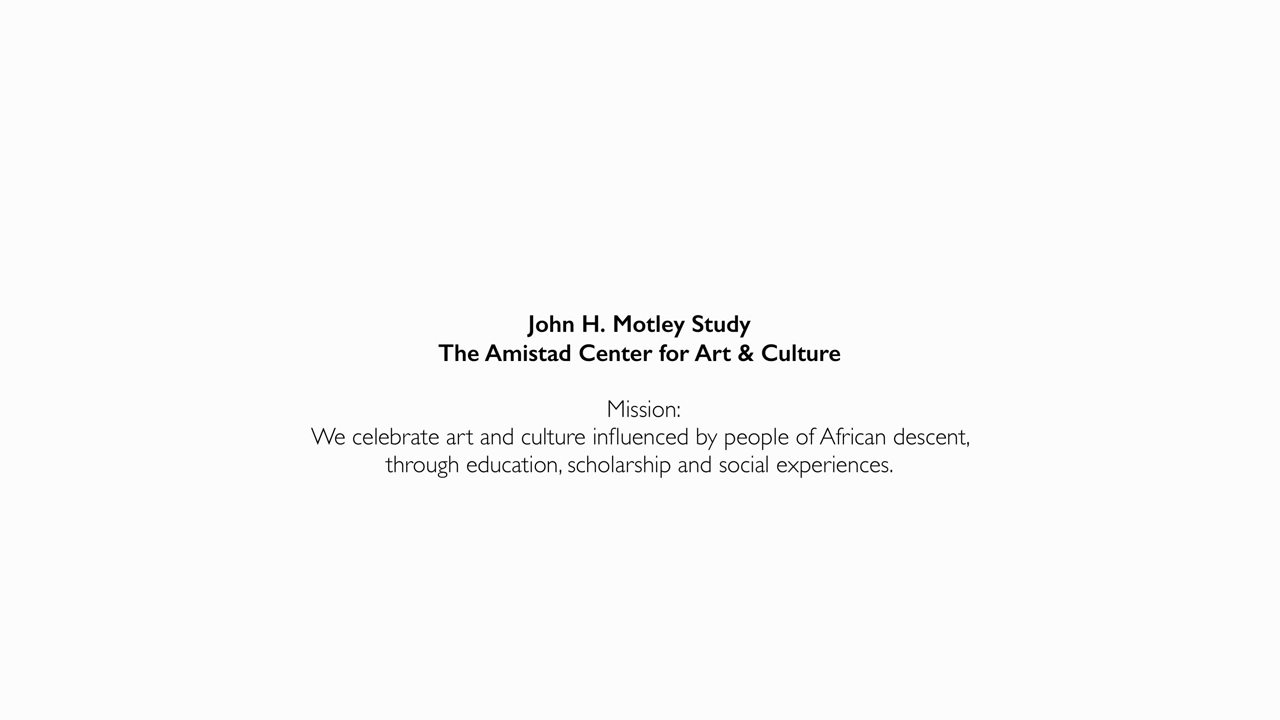 John H. Motley Study
The Amistad Center for Art & Culture
Mission:
We celebrate art and culture influenced by people of African descent,
through education, scholarship and social experiences.